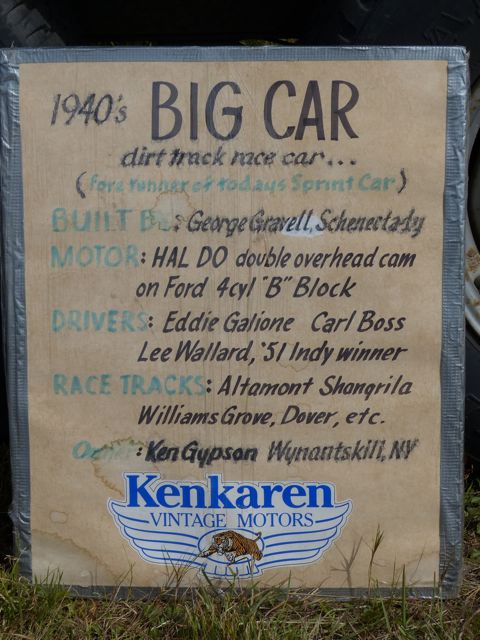 1940's BIG CAR
dirt track race car...
(fore runner of todays Sprint Car)
BUILT BY: George Gravell, Schenectady
MOTOR: HAL DO double overhead cam
on Ford 4cyl "B" Block
DRIVERS: Eddie Galione Carl Boss
Lee Wallard, '51 Indy winner
RACE TRACKS: Altamont Shangrila
Williams Grove, Dover, etc.
Owner: Ken Gypson Wynantskill, NY
Kenkaren
VINTAGE MOTORS